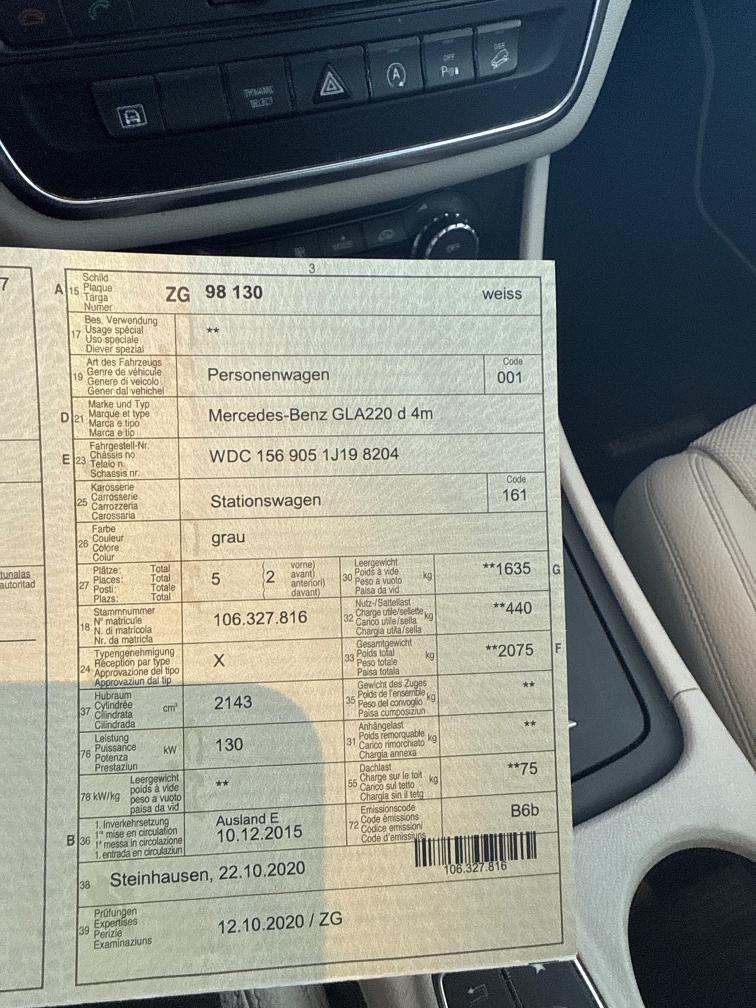 DYNAMIC
SELECT
A
OFF
P
DSR
OFF
7
3
A 15 Schild
Plaque
Targa
Numer
ZG 98 130 weiss
17 Bes. Verwendung
Usage spécial
Uso speciale
Diever spezial
**
19 Art des Fahrzeugs
Genre de véhicule
Genere di veicolo
Gener dal vehichel
Personenwagen
Code
001
D 21 Marke und Typ
Marque et type
Marca e tipo
Marca e tip
Mercedes-Benz GLA220 d 4m
E 23 Fahrgestell-Nr.
Châssis no
Telaio n.
Schassis nr.
WDC 156 905 1J19 8204
25 Karosserie
Carrosserie
Carrozzeria
Carossaria
Stationswagen
Code
161
26 Farbe
Couleur
Colore
Colur
grau
27 Plätze: Total
Places: Total
Posti: Totale
Plazs: Total
5 (2 vorne)
avant)
anteriori)
davant)
30 Leergewicht
Poids à vide
Peso a vuoto
Paisa da vid
kg
**1635 G
18 Stammnummer
N° matricule
N. di matricola
Nr. da matricla
106.327.816
32 Nutz-/Sattellast
Charge utile/sellette
Carico utile/sella
Chargia utila/sella
kg
**440
24 Typengenehmigung
Réception par type
Approvazione del tipo
Approvaziun dal tip
X
33 Gesamtgewicht
Poids total
Peso totale
Paisa totala
kg
**2075 F
37 Hubraum
Cylindrée
Cilindrata
Cilindrada
cm³
2143
35 Gewicht des Zuges
Poids de l'ensemble
Peso del convoglio
Paisa cumposiziun
kg
**
76 Leistung
Puissance
Potenza
Prestaziun
kW
130
31 Anhängelast
Poids remorquable
Carico rimorchiato
Chargia annexa
kg
**
78 kW/kg Leergewicht
poids à vide
peso a vuoto
paisa da vid
**
55 Dachlast
Charge sur le toit
Carico sul tetto
Chargia sin il tetg
kg
**75
B 36 1. Inverkehrsetzung
1re mise en circulation
1a messa in circolazione
1. entrada en circulaziun
Ausland E
10.12.2015
72 Emissionscode
Code émissions
Codice emissioni
Code d'emissiuns
B6b
106.327.816
38 Steinhausen, 22.10.2020
39 Prüfungen
Expertises
Perizie
Examinaziuns
12.10.2020 / ZG